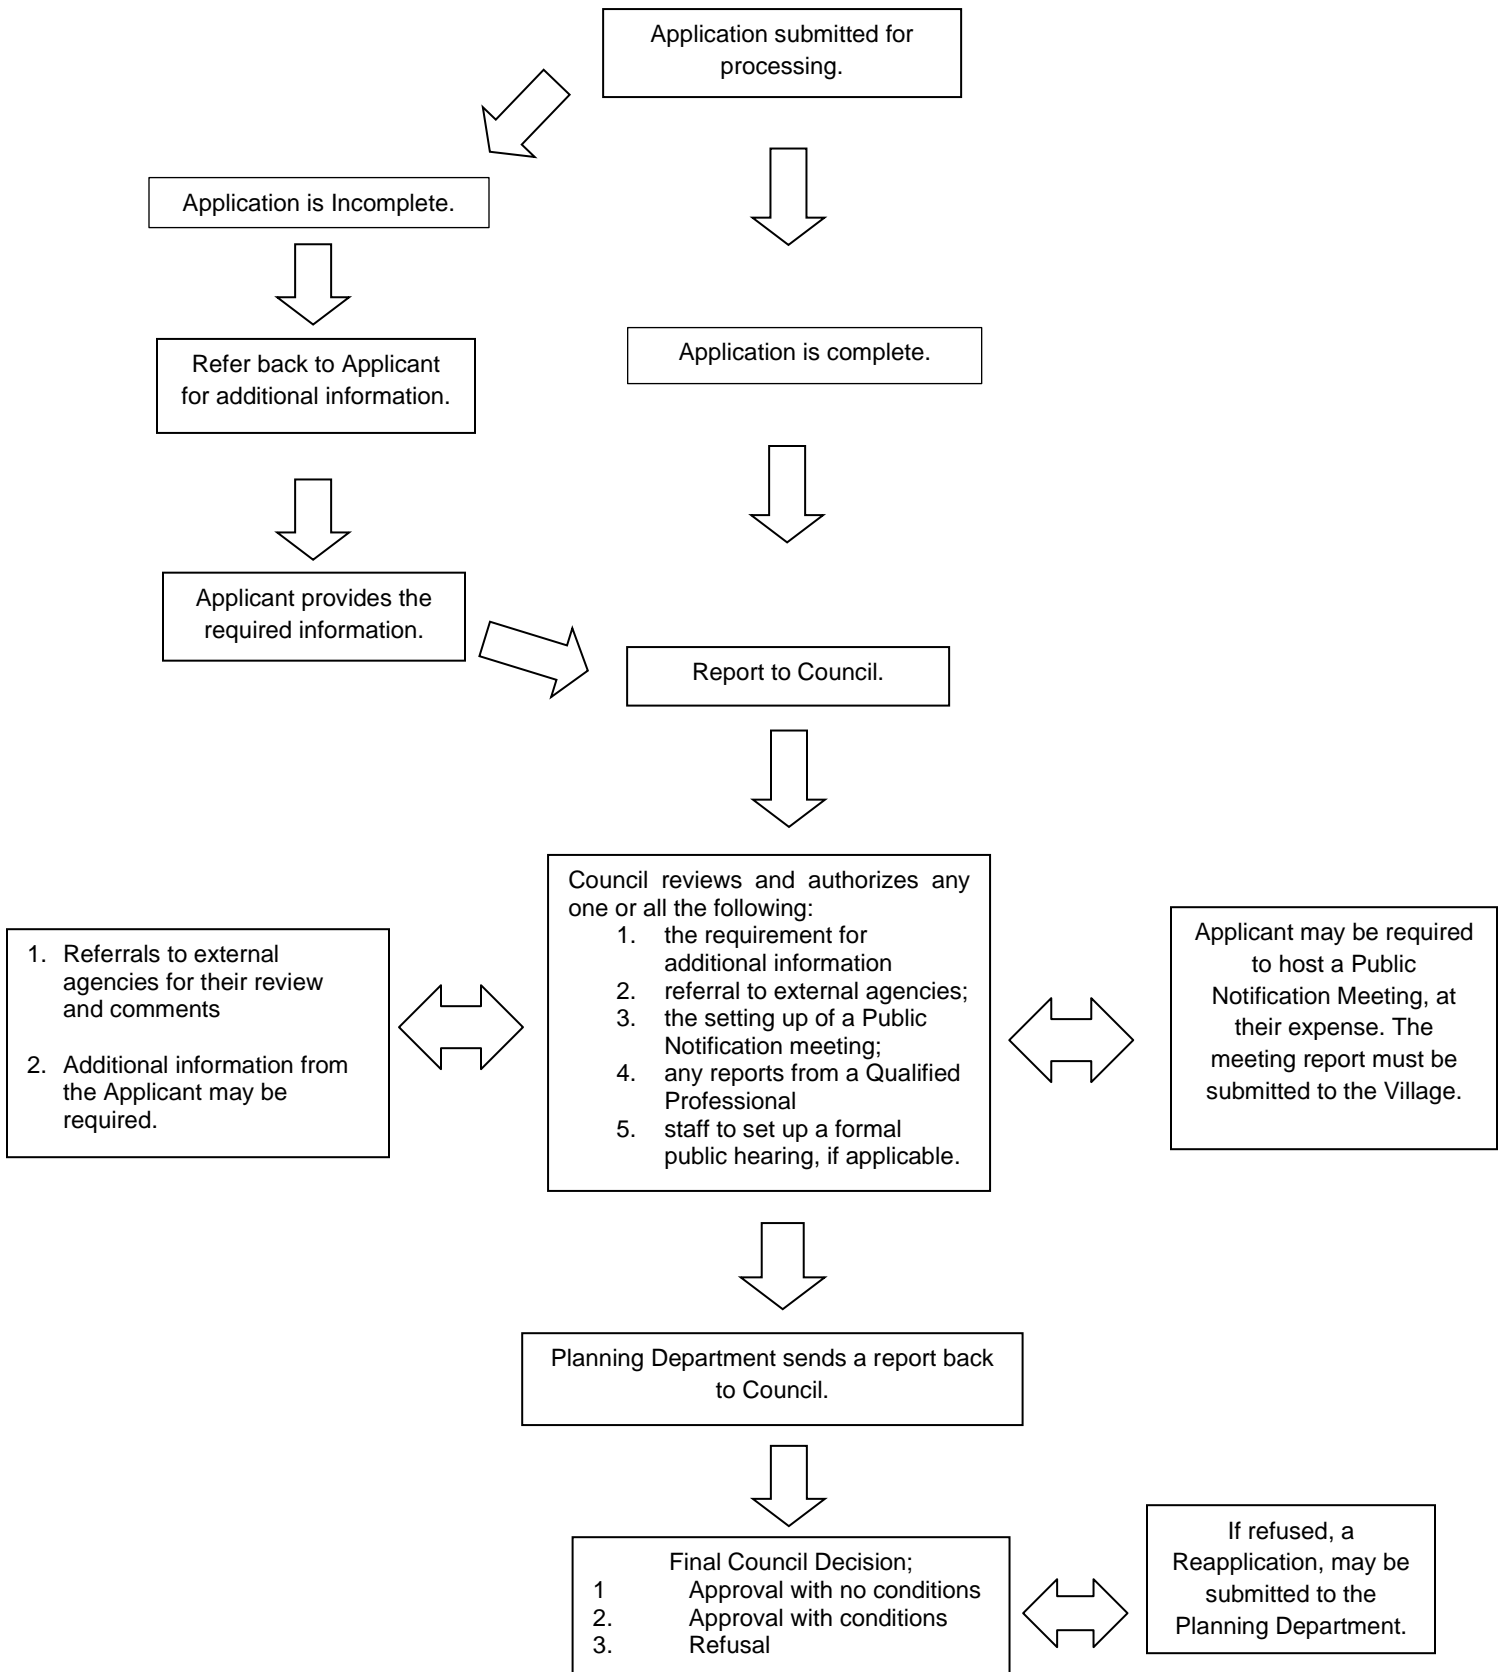 Application submitted for
processing.
Application is Incomplete.
Refer back to Applicant
for additional information.
Application is complete.
Applicant provides the
required information.
Report to Council.
Council reviews and authorizes any
one or all the following:
1. the requirement for
additional information
2. referral to external agencies;
3. the setting up of a Public
Notification meeting;
4. any reports from a Qualified
Professional
5. staff to set up a formal
public hearing, if applicable.
1. Referrals to external
agencies for their review
and comments
2. Additional information from
the Applicant may be
required.
Applicant may be required
to host a Public
Notification Meeting, at
their expense. The
meeting report must be
submitted to the Village.
Planning Department sends a report back
to Council.
Final Council Decision;
1 Approval with no conditions
2. Approval with conditions
3. Refusal
If refused, a
Reapplication, may be
submitted to the
Planning Department.